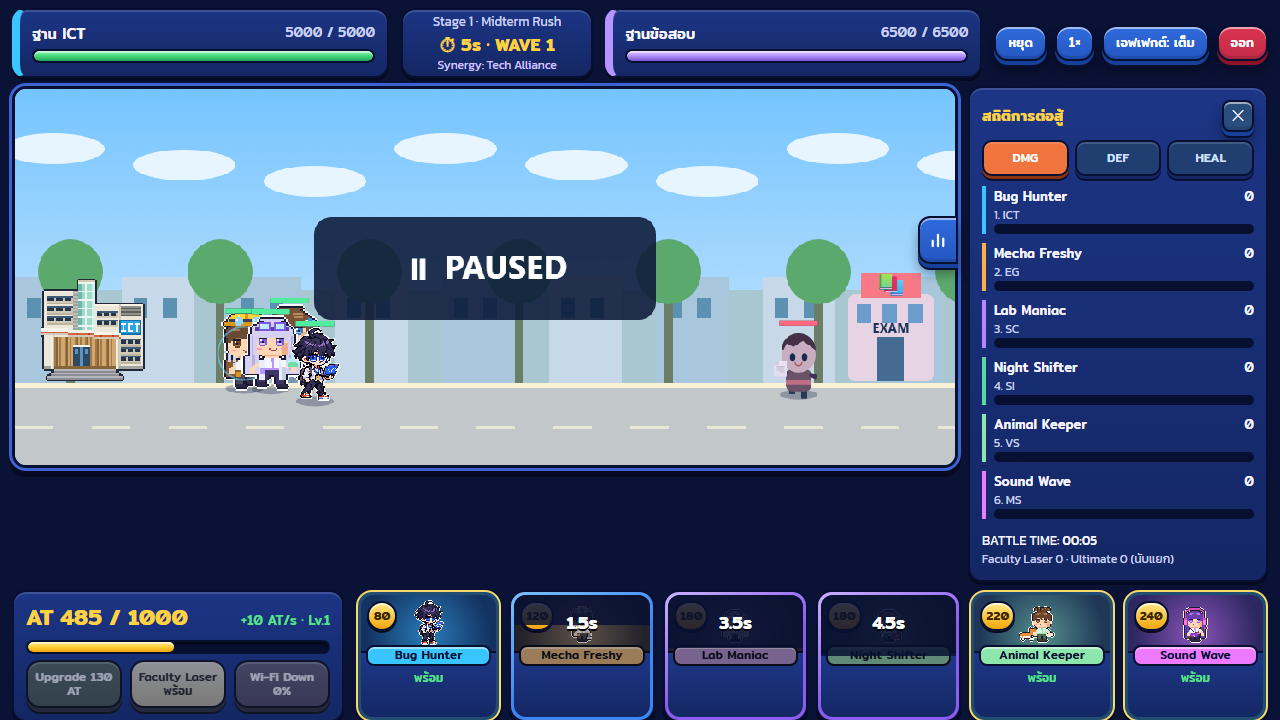 ฐาน ICT
5000 / 5000
Stage 1 · Midterm Rush
⏱ 5s · WAVE 1
Synergy: Tech Alliance
ฐานข้อสอบ
6500 / 6500
หยุด
1×
เอฟเฟกต์: เต็ม
ออก
ICT
⏸ PAUSED
EXAM
สถิติการต่อสู้
DMG
DEF
HEAL
Bug Hunter
0
1. ICT
Mecha Freshy
0
2. EG
Lab Maniac
0
3. SC
Night Shifter
0
4. SI
Animal Keeper
0
5. VS
Sound Wave
0
6. MS
BATTLE TIME: 00:05
Faculty Laser 0 · Ultimate 0 (นับแยก)
AT 485 / 1000
+10 AT/s · Lv.1
Upgrade 130
AT
Faculty Laser
พร้อม
Wi-Fi Down
0%
80
Bug Hunter
พร้อม
120
1.5s
Mecha Freshy
180
3.5s
Lab Maniac
180
4.5s
Night Shifter
220
Animal Keeper
พร้อม
240
Sound Wave
พร้อม